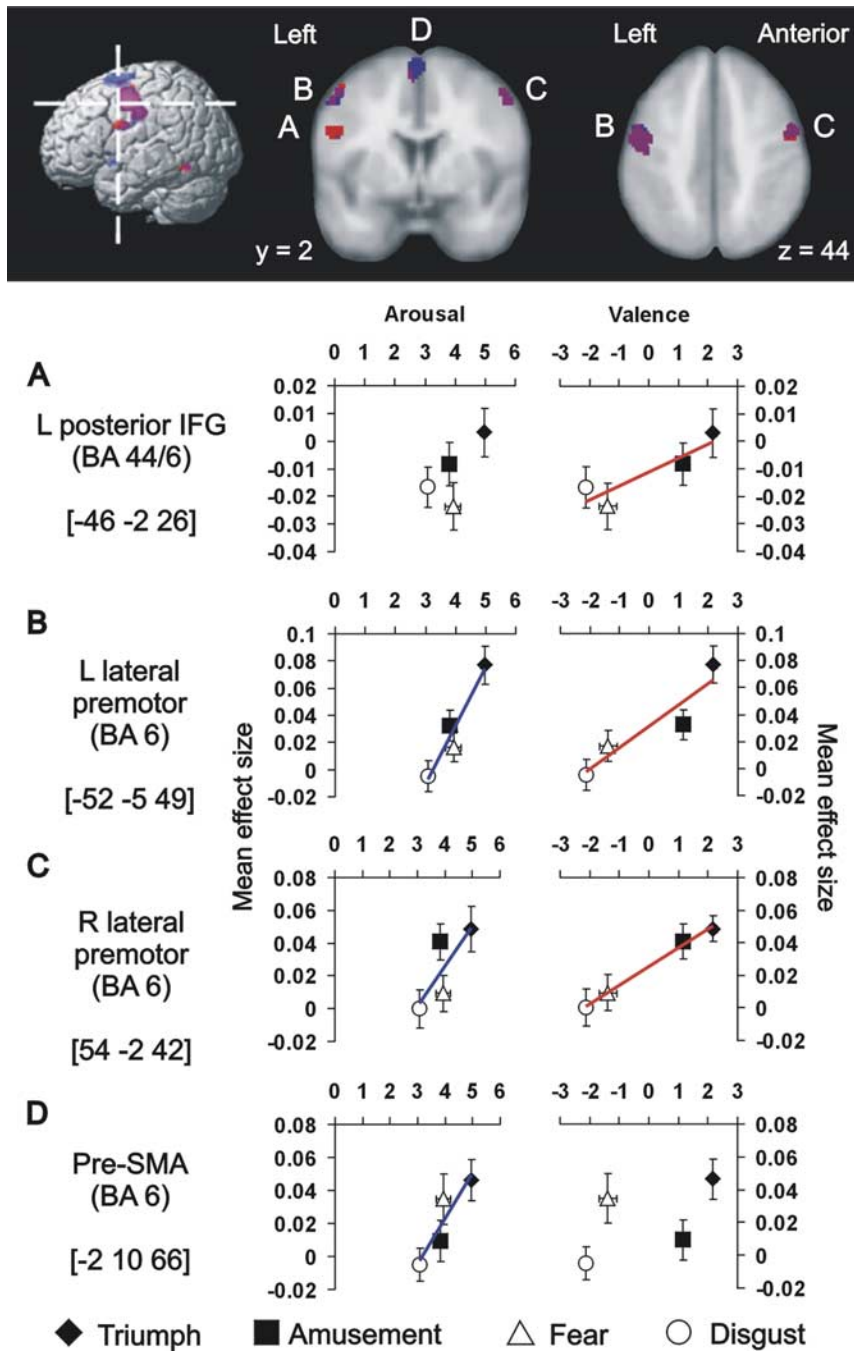 D
Left
Left
Anterior
B
A
C
B
C
y = 2
z = 44
Arousal
Valence
0 1 2 3 4 5 6
-3 -2 -1 0 1 2 3
A
L posterior IFG
(BA 44/6)
[-46 -2 26]
0.02
0.01
0
-0.01
-0.02
-0.03
-0.04
0.02
0.01
0
-0.01
-0.02
-0.03
-0.04
0 1 2 3 4 5 6
-3 -2 -1 0 1 2 3
B
L lateral
premotor
(BA 6)
[-52 -5 49]
0.1
0.08
0.06
0.04
0.02
0
-0.02
0.1
0.08
0.06
0.04
0.02
0
-0.02
Mean effect size
Mean effect size
0 1 2 3 4 5 6
-3 -2 -1 0 1 2 3
C
R lateral
premotor
(BA 6)
[54 -2 42]
0.08
0.06
0.04
0.02
0
-0.02
0.08
0.06
0.04
0.02
0
-0.02
0 1 2 3 4 5 6
-3 -2 -1 0 1 2 3
D
Pre-SMA
(BA 6)
[-2 10 66]
0.08
0.06
0.04
0.02
0
-0.02
0.08
0.06
0.04
0.02
0
-0.02
Triumph
Amusement
Fear
Disgust